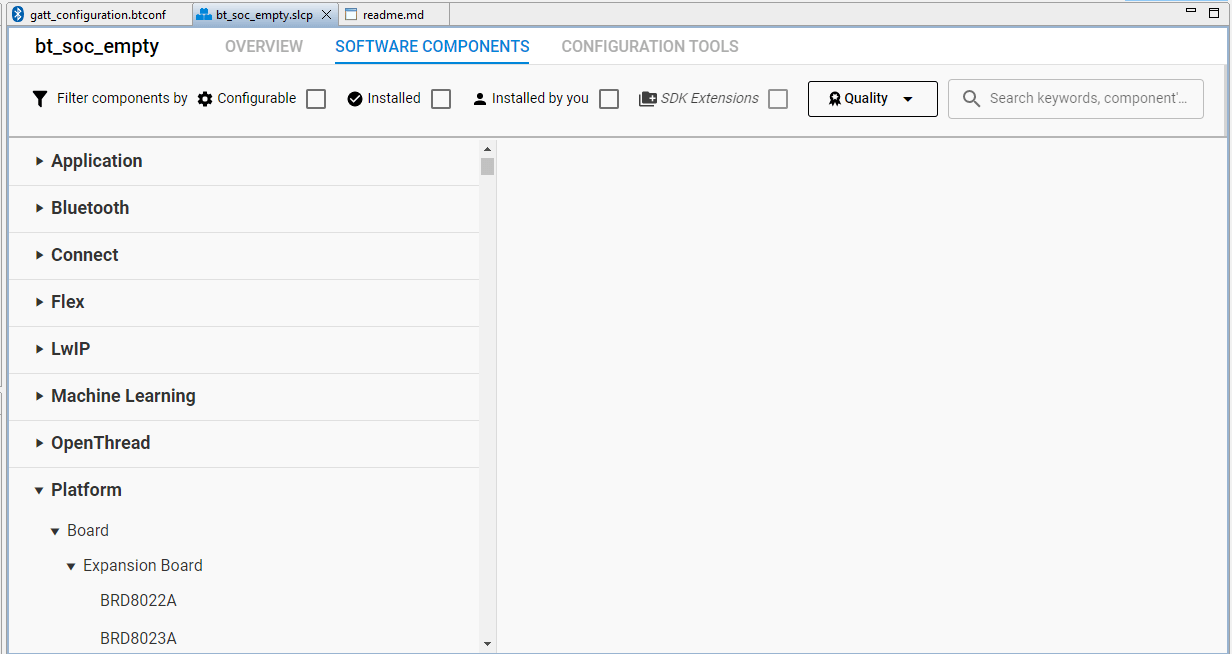 gatt_configuration.btconf bt_soc_empty.slcp readme.md
bt_soc_empty OVERVIEW SOFTWARE COMPONENTS CONFIGURATION TOOLS
Filter components by Configurable Installed Installed by you SDK Extensions Quality Search keywords, component'...
Application
Bluetooth
Connect
Flex
LwIP
Machine Learning
OpenThread
Platform
Board
Expansion Board
BRD8022A
BRD8023A